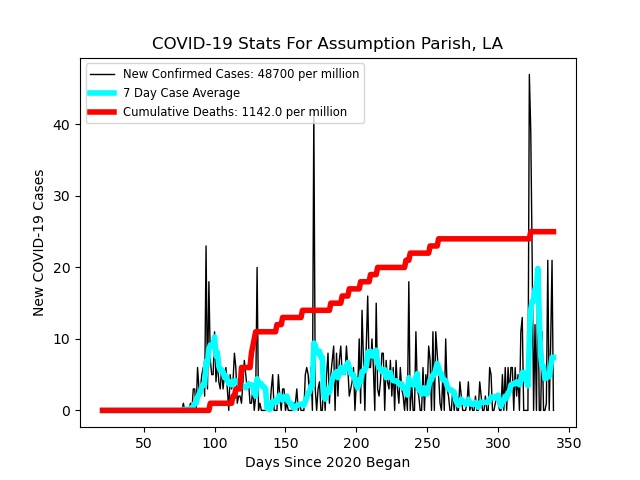 COVID-19 Stats For Assumption Parish, LA
New Confirmed Cases: 48700 per million
7 Day Case Average
Cumulative Deaths: 1142.0 per million
New COVID-19 Cases
40
30
20
10
0
50 100 150 200 250 300 350
Days Since 2020 Began